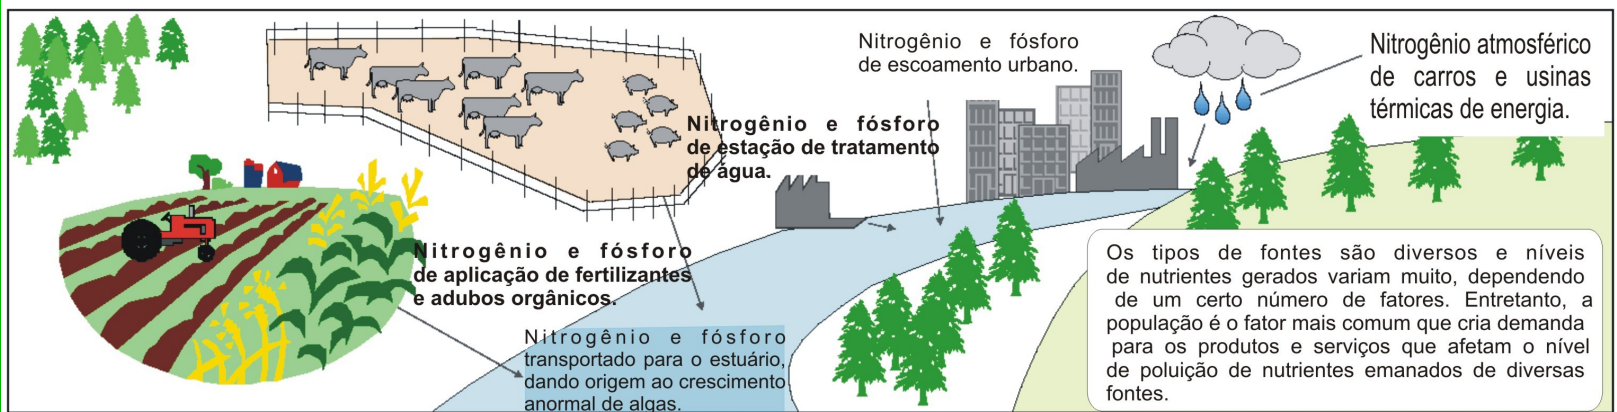 Nitrogênio e fósforo
de escoamento urbano.
Nitrogênio atmosférico
de carros e usinas
térmicas de energia.
Nitrogênio e fósforo
de estação de tratamento
de água.
Nitrogênio e fósforo
de aplicação de fertilizantes
e adubos orgânicos.
Nitrogênio e fósforo
transportado para o estuário,
dando origem ao crescimento
anormal de algas.
Os tipos de fontes são diversos e níveis
de nutrientes gerados variam muito, dependendo
de um certo número de fatores. Entretanto, a
população é o fator mais comum que cria demanda
para os produtos e serviços que afetam o nível
de poluição de nutrientes emanados de diversas
fontes.